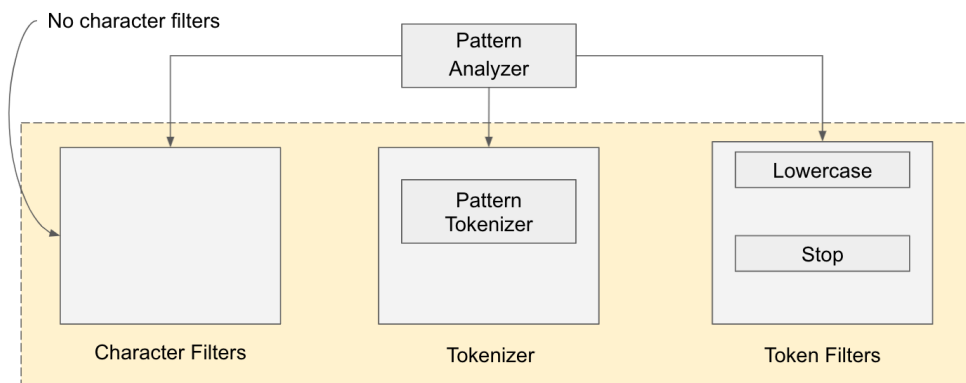 No character filters
Pattern
Analyzer
Lowercase
Pattern
Tokenizer
Stop
Character Filters
Tokenizer
Token Filters